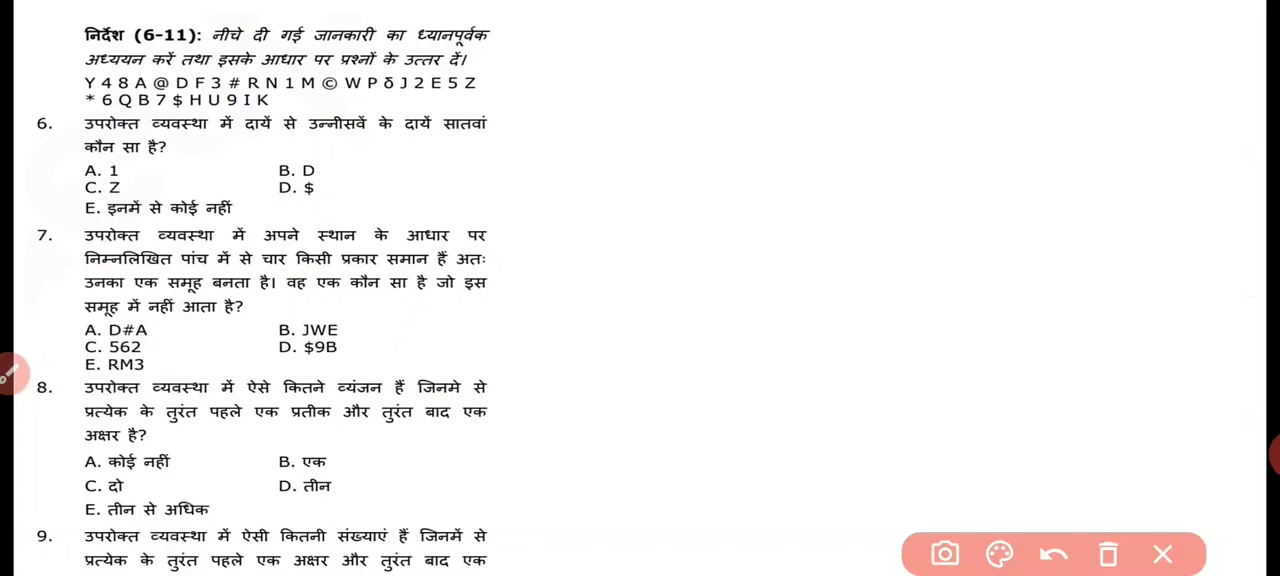 निर्देश (6-11): नीचे दी गई जानकारी का ध्यानपूर्वक
अध्ययन करें तथा इसके आधार पर प्रश्नों के उत्तर दें।
Y 4 8 A @ D F 3 # R N 1 M © W P δ J 2 E 5 Z
* 6 Q B 7 $ H U 9 I K
6. उपरोक्त व्यवस्था में दायें से उन्नीसवें के दायें सातवां
कौन सा है?
A. 1 B. D
C. Z D. $
E. इनमें से कोई नहीं
7. उपरोक्त व्यवस्था में अपने स्थान के आधार पर
निम्नलिखित पांच में से चार किसी प्रकार समान हैं अतः
उनका एक समूह बनता है। वह एक कौन सा है जो इस
समूह में नहीं आता है?
A. D#A B. JWE
C. 562 D. $9B
E. RM3
8. उपरोक्त व्यवस्था में ऐसे कितने व्यंजन हैं जिनमे से
प्रत्येक के तुरंत पहले एक प्रतीक और तुरंत बाद एक
अक्षर है?
A. कोई नहीं B. एक
C. दो D. तीन
E. तीन से अधिक
9. उपरोक्त व्यवस्था में ऐसी कितनी संख्याएं हैं जिनमें से
प्रत्येक के तुरंत पहले एक अक्षर और तुरंत बाद एक